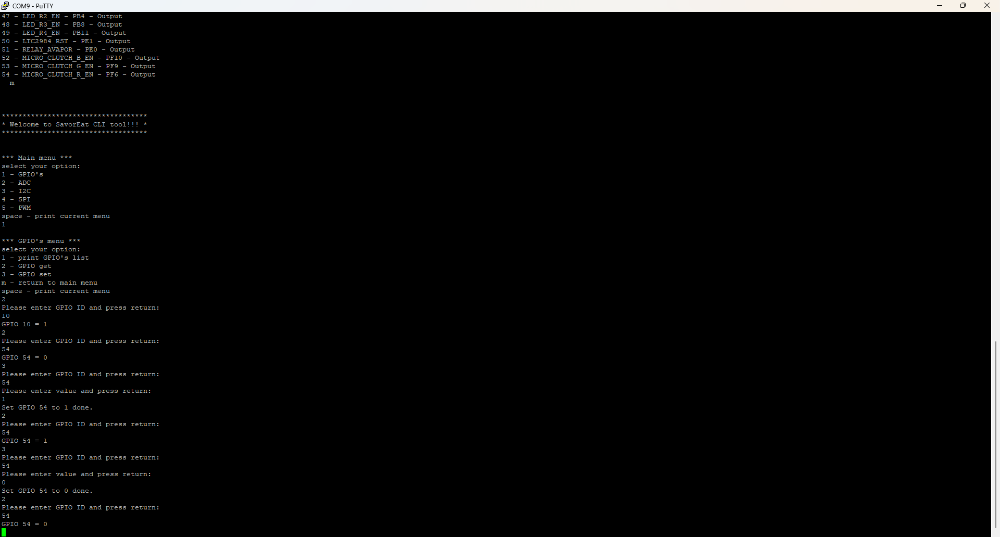 COM9 - PuTTY
47 - LED_R2_EN - PB4 - Output
48 - LED_R3_EN - PB8 - Output
49 - LED_R4_EN - PB11 - Output
50 - LTC2984_RST - PE1 - Output
51 - RELAY_AVAPOR - PE0 - Output
52 - MICRO_CLUTCH_B_EN - PF10 - Output
53 - MICRO_CLUTCH_G_EN - PF9 - Output
54 - MICRO_CLUTCH_R_EN - PF6 - Output
m
***********************************
* Welcome to SavorEat CLI tool!!! *
***********************************
*** Main menu ***
select your option:
1 - GPIO's
2 - ADC
3 - I2C
4 - SPI
5 - PWM
space - print current menu
1
*** GPIO's menu ***
select your option:
1 - print GPIO's list
2 - GPIO get
3 - GPIO set
m - return to main menu
space - print current menu
2
Please enter GPIO ID and press return:
10
GPIO 10 = 1
2
Please enter GPIO ID and press return:
54
GPIO 54 = 0
3
Please enter GPIO ID and press return:
54
Please enter value and press return:
1
Set GPIO 54 to 1 done.
2
Please enter GPIO ID and press return:
54
GPIO 54 = 1
3
Please enter GPIO ID and press return:
54
Please enter value and press return:
0
Set GPIO 54 to 0 done.
2
Please enter GPIO ID and press return:
54
GPIO 54 = 0